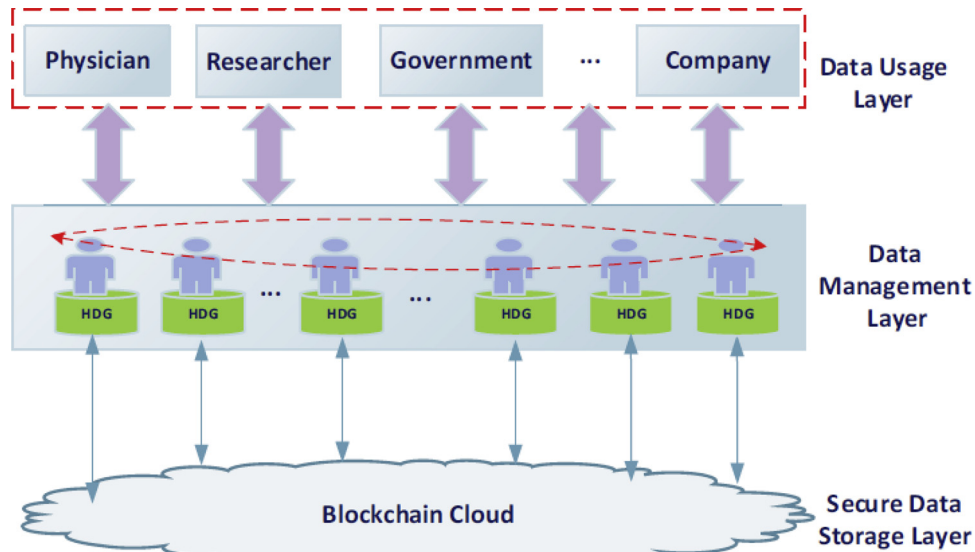 Physician
Researcher
Government
...
Company
Data Usage
Layer
HDG
HDG
...
HDG
...
HDG
HDG
HDG
Data
Management
Layer
Blockchain Cloud
Secure Data
Storage Layer